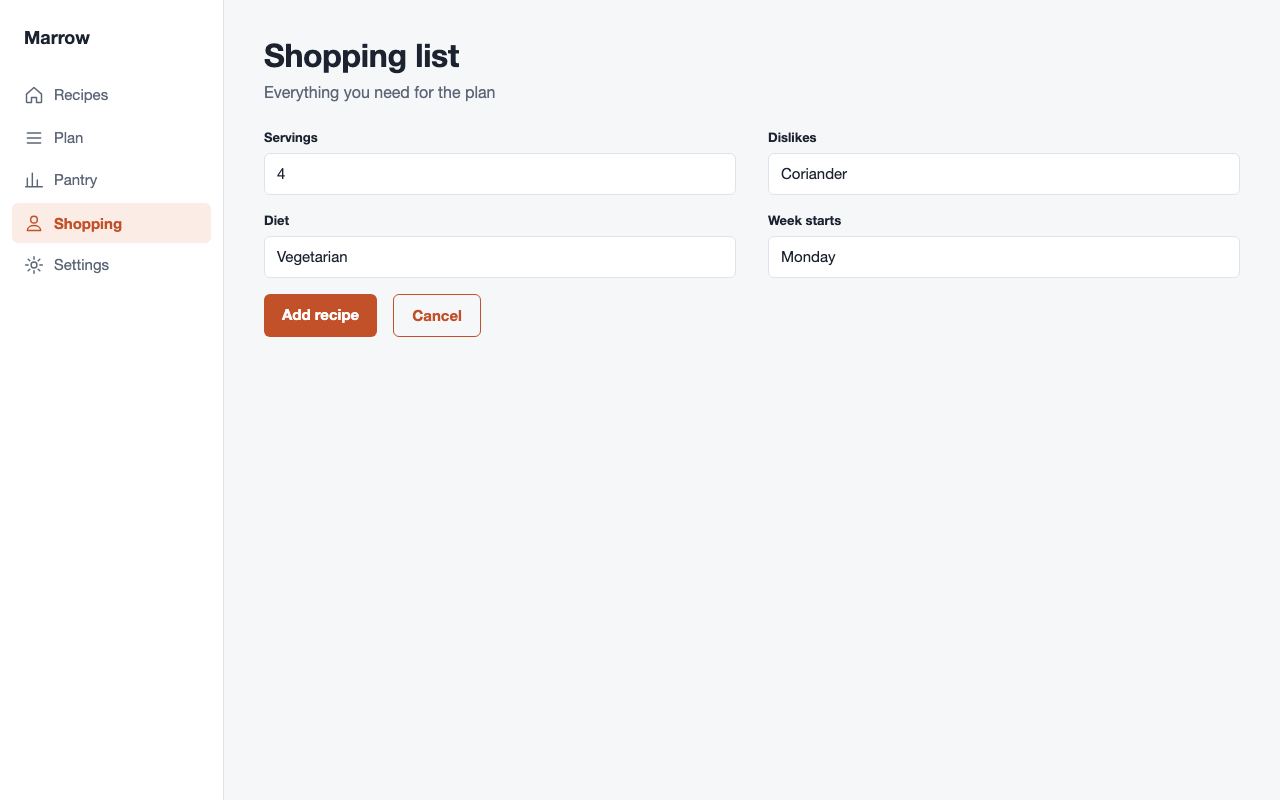 Marrow
Recipes
Plan
Pantry
Shopping
Settings
Shopping list
Everything you need for the plan
Servings
4
Dislikes
Coriander
Diet
Vegetarian
Week starts
Monday
Add recipe
Cancel